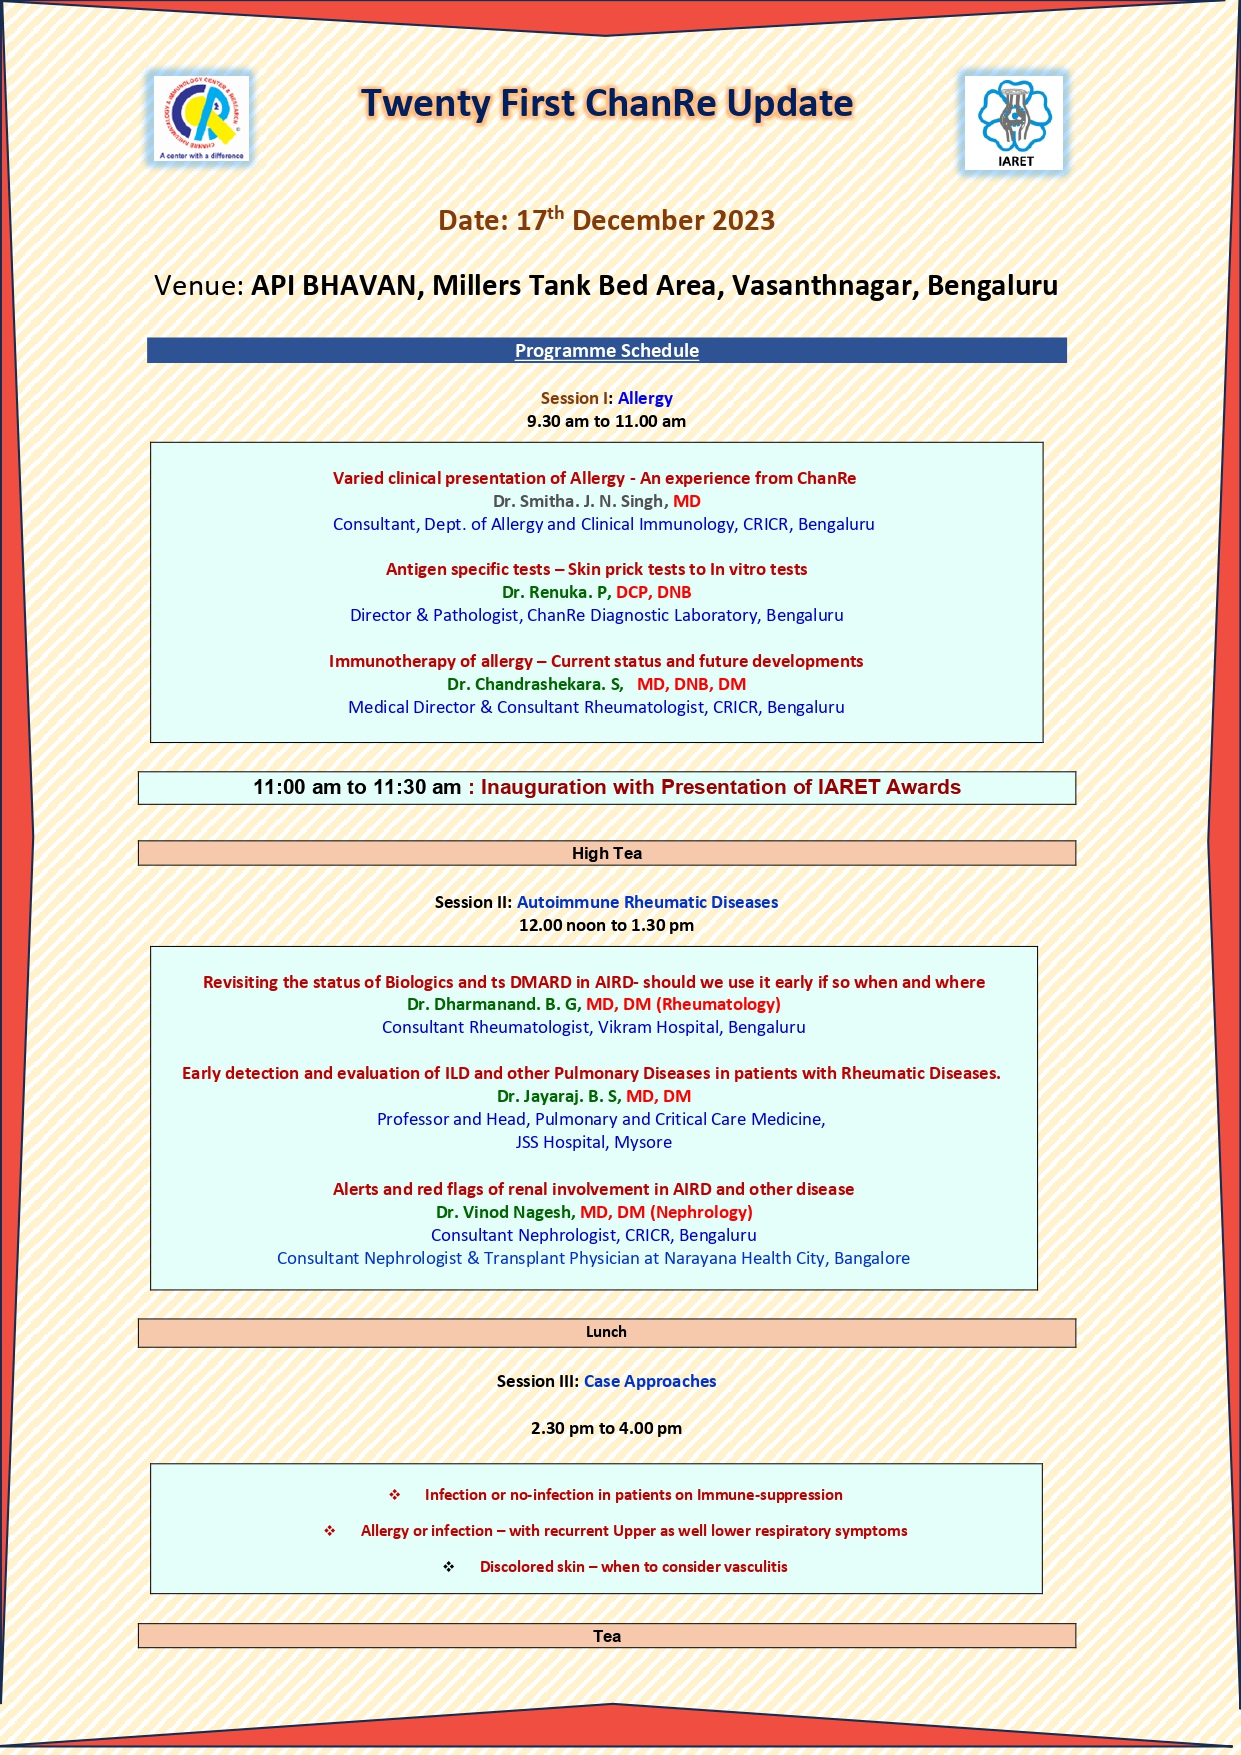 Twenty First ChanRe Update
CHANRE RHEUMATOLOGY & IMMUNOLOGY CENTER & RESEARCH
A center with a difference
IARET
Date: 17th December 2023
Venue: API BHAVAN, Millers Tank Bed Area, Vasanthnagar, Bengaluru
Programme Schedule
Session I: Allergy
9.30 am to 11.00 am
Varied clinical presentation of Allergy - An experience from ChanRe
Dr. Smitha. J. N. Singh, MD
Consultant, Dept. of Allergy and Clinical Immunology, CRICR, Bengaluru
Antigen specific tests – Skin prick tests to In vitro tests
Dr. Renuka. P, DCP, DNB
Director & Pathologist, ChanRe Diagnostic Laboratory, Bengaluru
Immunotherapy of allergy – Current status and future developments
Dr. Chandrashekara. S, MD, DNB, DM
Medical Director & Consultant Rheumatologist, CRICR, Bengaluru
11:00 am to 11:30 am : Inauguration with Presentation of IARET Awards
High Tea
Session II: Autoimmune Rheumatic Diseases
12.00 noon to 1.30 pm
Revisiting the status of Biologics and ts DMARD in AIRD- should we use it early if so when and where
Dr. Dharmanand. B. G, MD, DM (Rheumatology)
Consultant Rheumatologist, Vikram Hospital, Bengaluru
Early detection and evaluation of ILD and other Pulmonary Diseases in patients with Rheumatic Diseases.
Dr. Jayaraj. B. S, MD, DM
Professor and Head, Pulmonary and Critical Care Medicine,
JSS Hospital, Mysore
Alerts and red flags of renal involvement in AIRD and other disease
Dr. Vinod Nagesh, MD, DM (Nephrology)
Consultant Nephrologist, CRICR, Bengaluru
Consultant Nephrologist & Transplant Physician at Narayana Health City, Bangalore
Lunch
Session III: Case Approaches
2.30 pm to 4.00 pm
❖ Infection or no-infection in patients on Immune-suppression
❖ Allergy or infection – with recurrent Upper as well lower respiratory symptoms
❖ Discolored skin – when to consider vasculitis
Tea